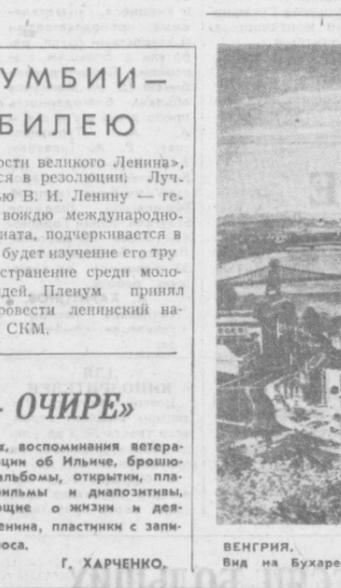 УМБИИ—
БИЛЕЮ
ости великого Ленина»,
ся в резолюции. Луч.
ью В. И. Ленину — ге-
вождю международно-
иата, подчеркивается в
будет изучение его тру
странение среди моло-
дей. Пленум принял
ровести ленинский на-
СКМ.
ОЧИРЕ»
х, воспоминания ветера-
ции об Ильиче, брошю-
альбомы, открытки, пла-
фильмы и диапозитивы,
ющие о жизни и дея-
енина, пластинки с запи-
оса.
Г. ХАРЧЕНКО.
ВЕНГРИЯ.
Вид на Бухаре